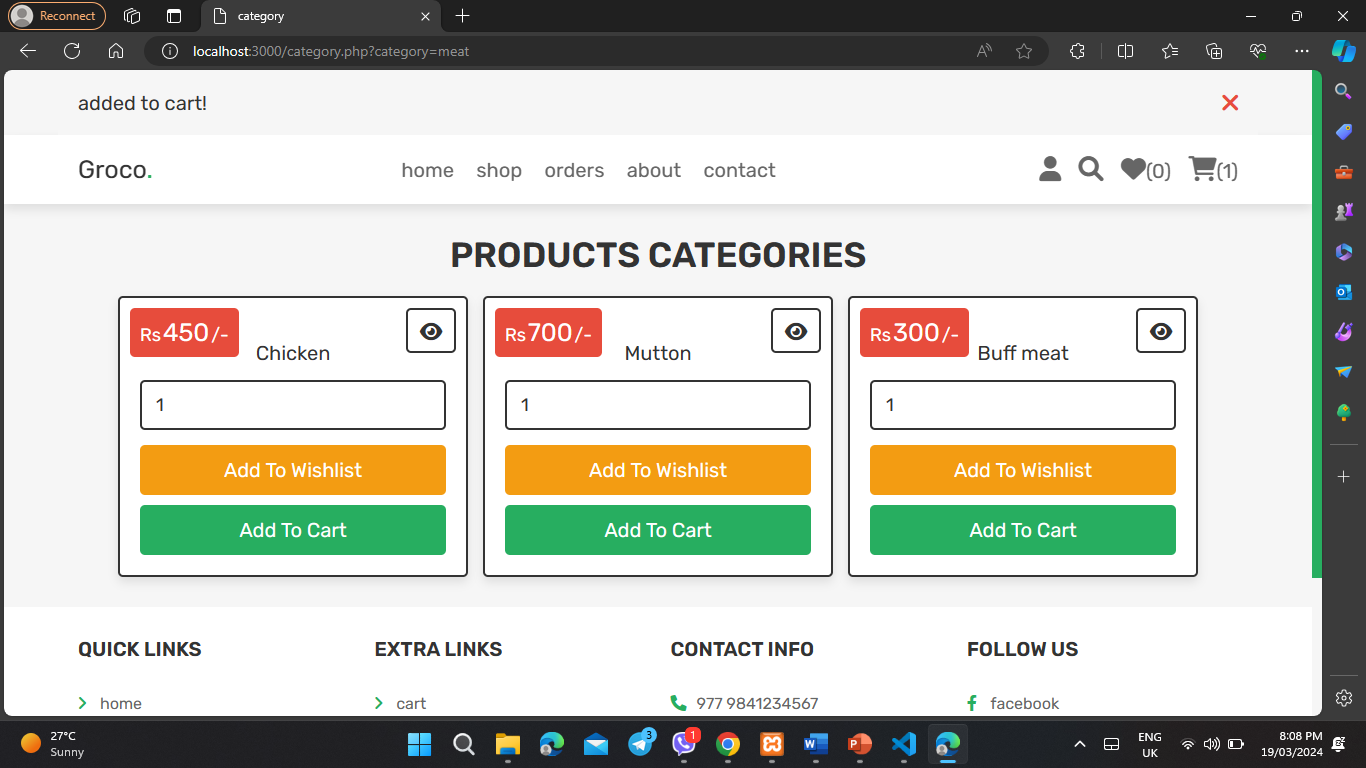 Reconnect
category
localhost:3000/category.php?category=meat
added to cart!
Groco.
home shop orders about contact
(0) (1)
PRODUCTS CATEGORIES
Rs450/- Rs700/- Rs300/-
Chicken Mutton Buff meat
1 1 1
Add To Wishlist Add To Wishlist Add To Wishlist
Add To Cart Add To Cart Add To Cart
QUICK LINKS EXTRA LINKS CONTACT INFO FOLLOW US
home cart 977 9841234567 facebook
27°C
Sunny
3
1
ENG
UK
8:08 PM
19/03/2024